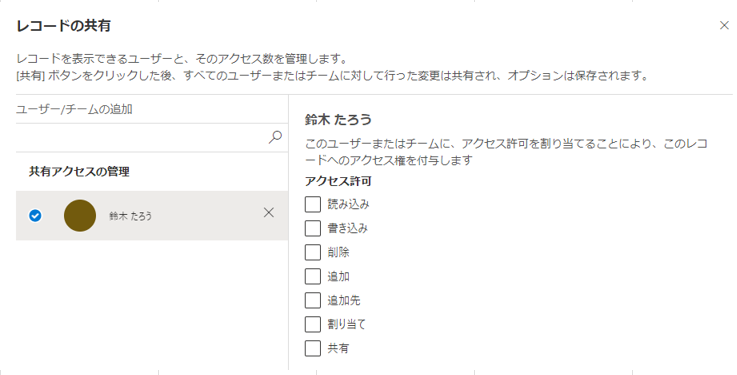 レコードの共有
レコードを表示できるユーザーと、そのアクセス数を管理します。
[共有] ボタンをクリックした後、すべてのユーザーまたはチームに対して行った変更は共有され、オプションは保存されます。
ユーザー/チームの追加
共有アクセスの管理
鈴木 たろう
鈴木 たろう
このユーザーまたはチームに、アクセス許可を割り当てることにより、このレコ
ードへのアクセス権を付与します
アクセス許可
読み込み
書き込み
削除
追加
追加先
割り当て
共有